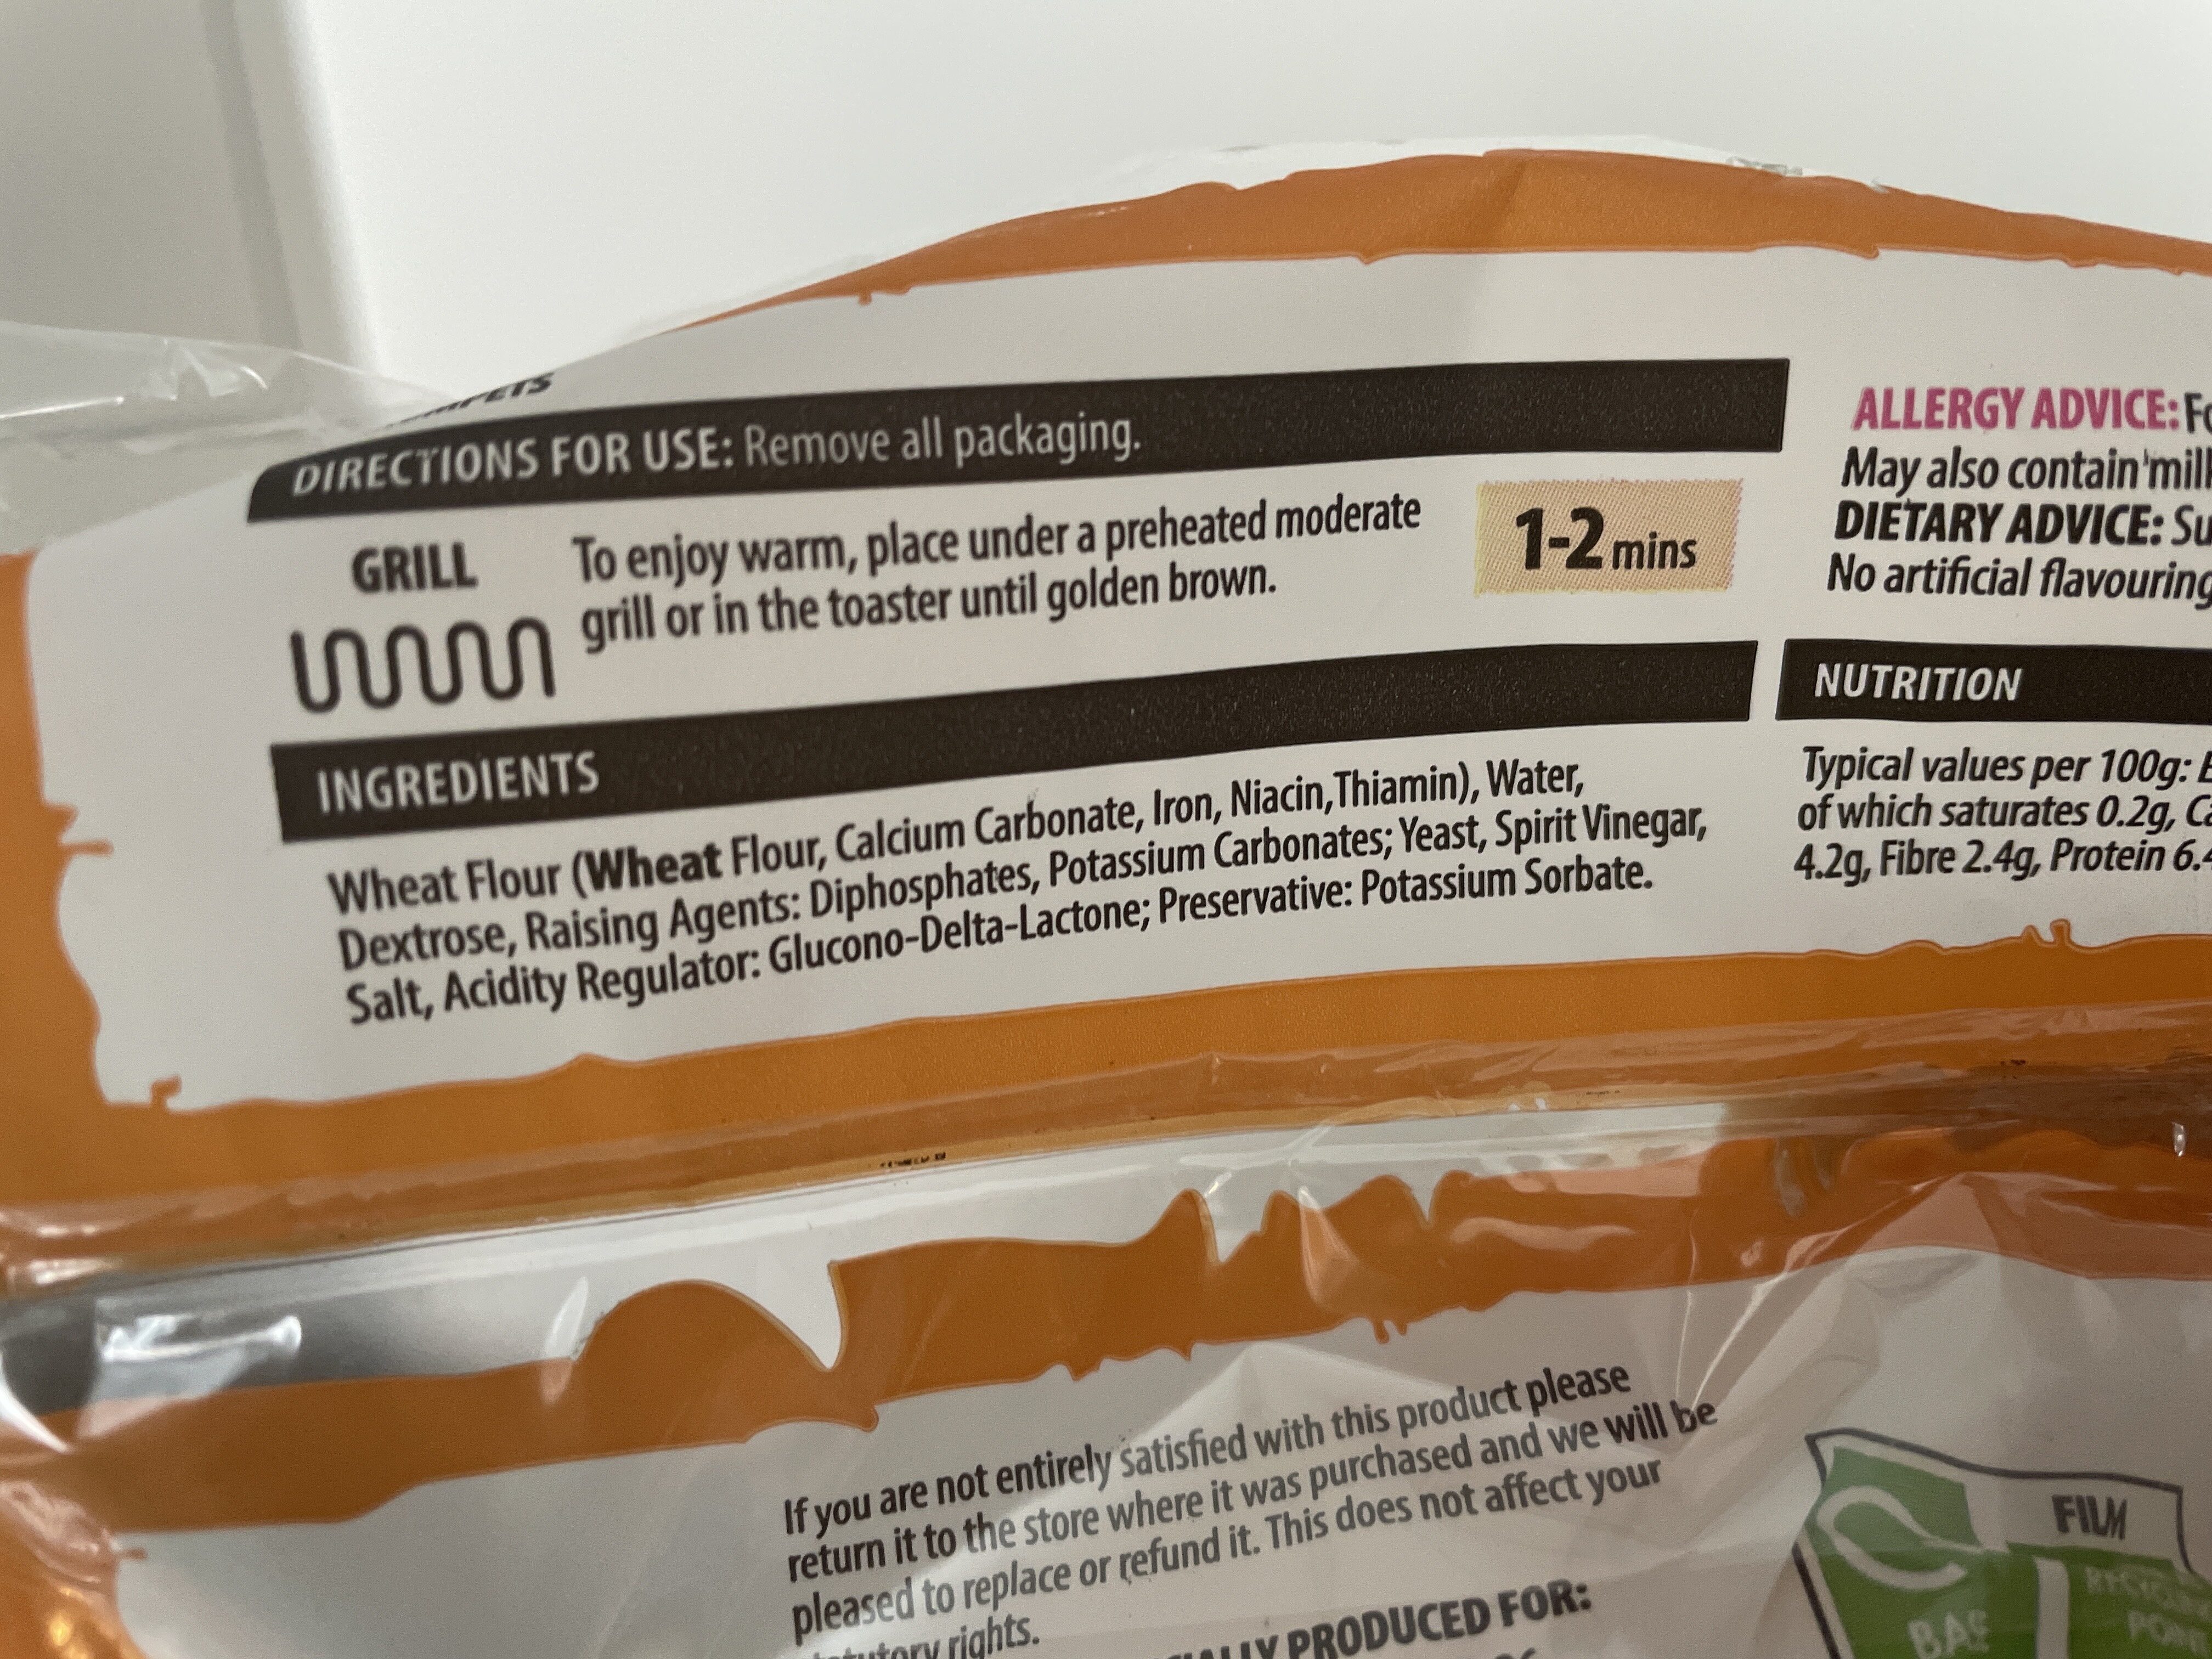 DIRECTIONS FOR USE: Remove all packaging.
GRILL
To enjoy warm, place under a preheated moderate
grill or in the toaster until golden brown.
1-2 mins
INGREDIENTS
Wheat Flour (Wheat Flour, Calcium Carbonate, Iron, Niacin,Thiamin), Water,
Dextrose, Raising Agents: Diphosphates, Potassium Carbonates; Yeast, Spirit Vinegar,
Salt, Acidity Regulator: Glucono-Delta-Lactone; Preservative: Potassium Sorbate.
ALLERGY ADVICE:
May also contain
DIETARY ADVICE:
No artificial
NUTRITION
Typical values per 100g:
of which saturates 0.2g,
4.2g, Fibre 2.4g, Protein
If you are not entirely satisfied with this product please
return it to the store where it was purchased and we will be
pleased to replace or refund it. This does not affect your
rights.
PRODUCED FOR:
FILM